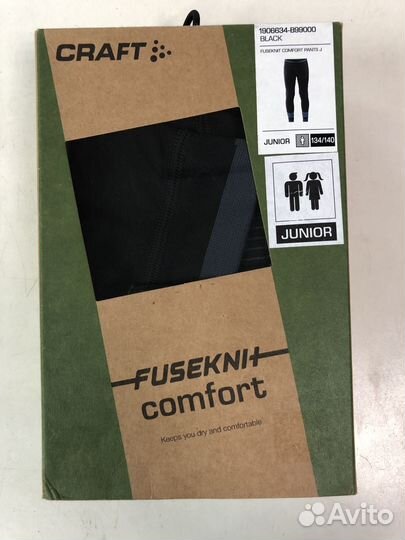 CRAFT
1906634-B99000
BLACK
FUSEKNIT COMFORT PANTS J
JUNIOR
134/140
JUNIOR
FUSEKNIT
comfort
Keeps you dry and comfortable
Avito